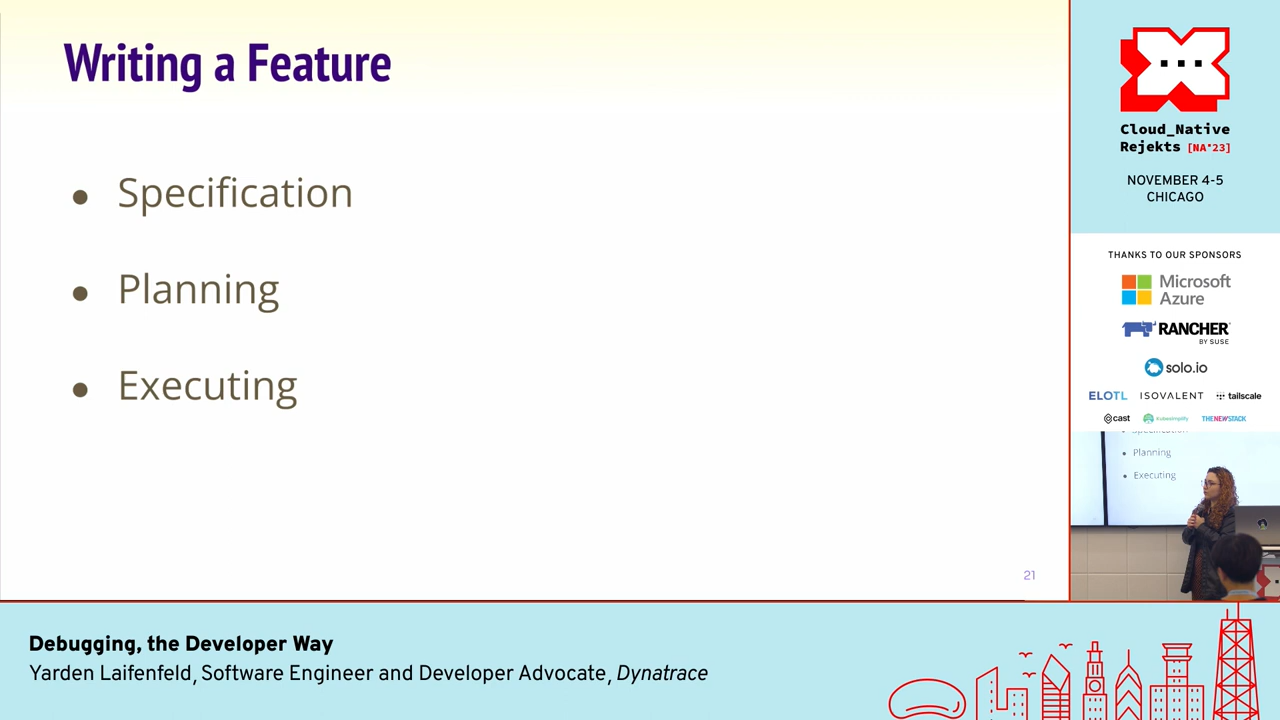 Writing a Feature
● Specification
● Planning
● Executing
21
Cloud_Native
Rejekts [NA'23]
NOVEMBER 4-5
CHICAGO
THANKS TO OUR SPONSORS
Microsoft
Azure
RANCHER
BY SUSE
solo.io
ELOTL ISOVALENT tailscale
cast kubesimplify THENEWSTACK
Specification
● Planning
● Executing
Debugging, the Developer Way
Yarden Laifenfeld, Software Engineer and Developer Advocate, Dynatrace